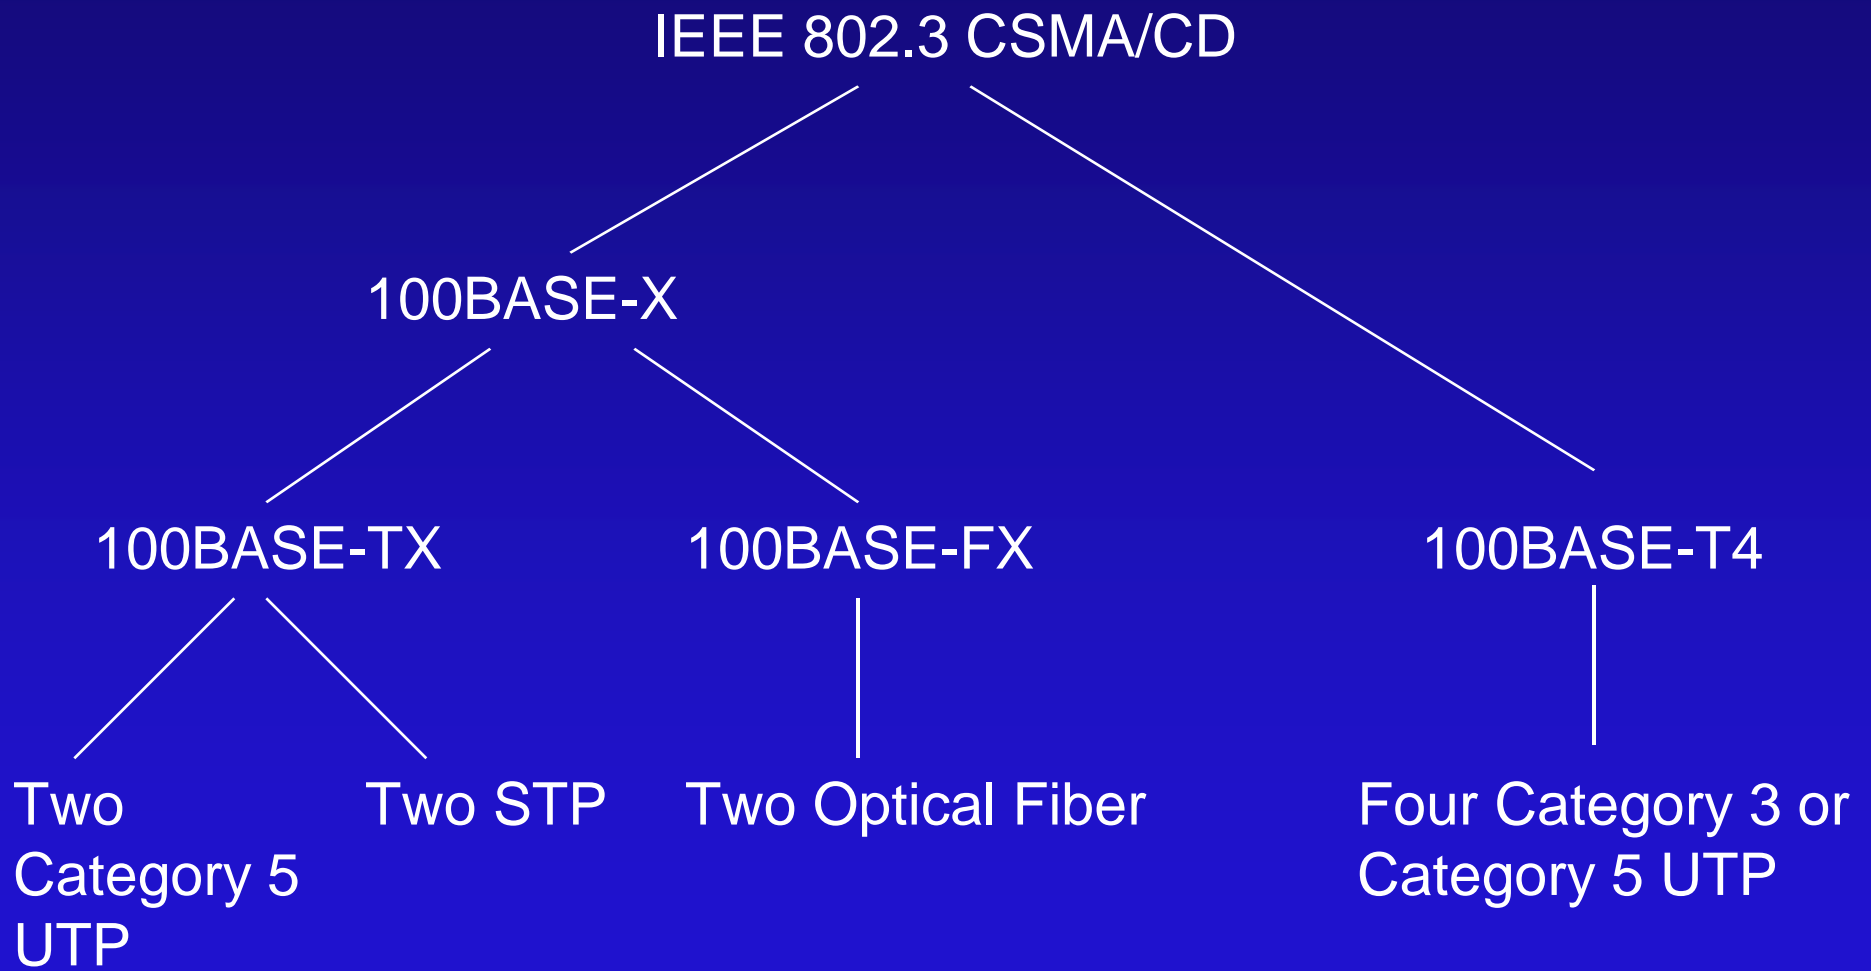 IEEE 802.3 CSMA/CD
100BASE-X
100BASE-TX
100BASE-FX
100BASE-T4
Two
Category 5
UTP
Two STP
Two Optical Fiber
Four Category 3 or
Category 5 UTP